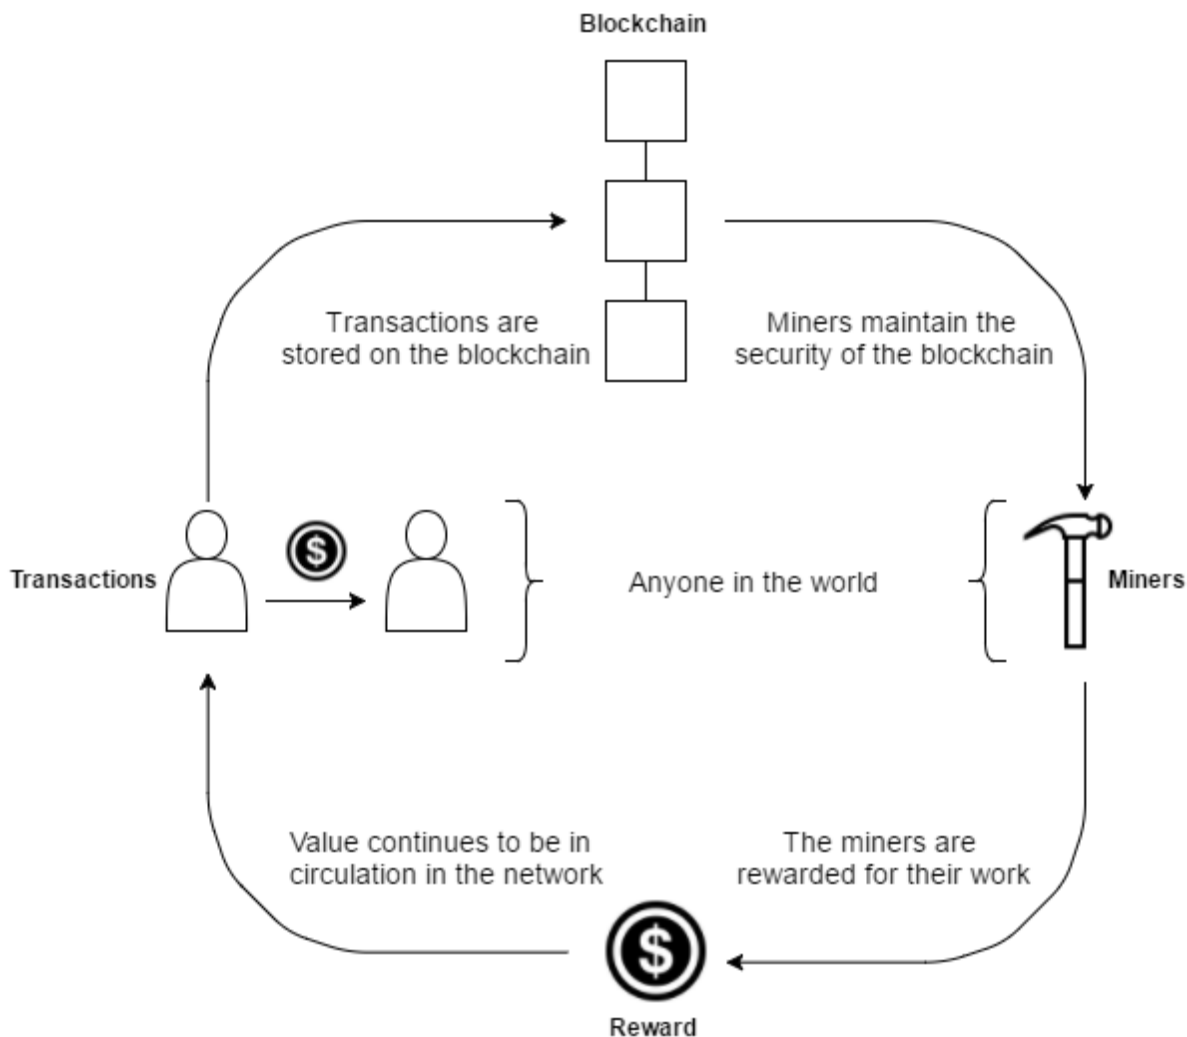 Blockchain
Transactions are
stored on the blockchain
Miners maintain the
security of the blockchain
$
Transactions
Anyone in the world
Miners
Value continues to be in
circulation in the network
The miners are
rewarded for their work
$
Reward